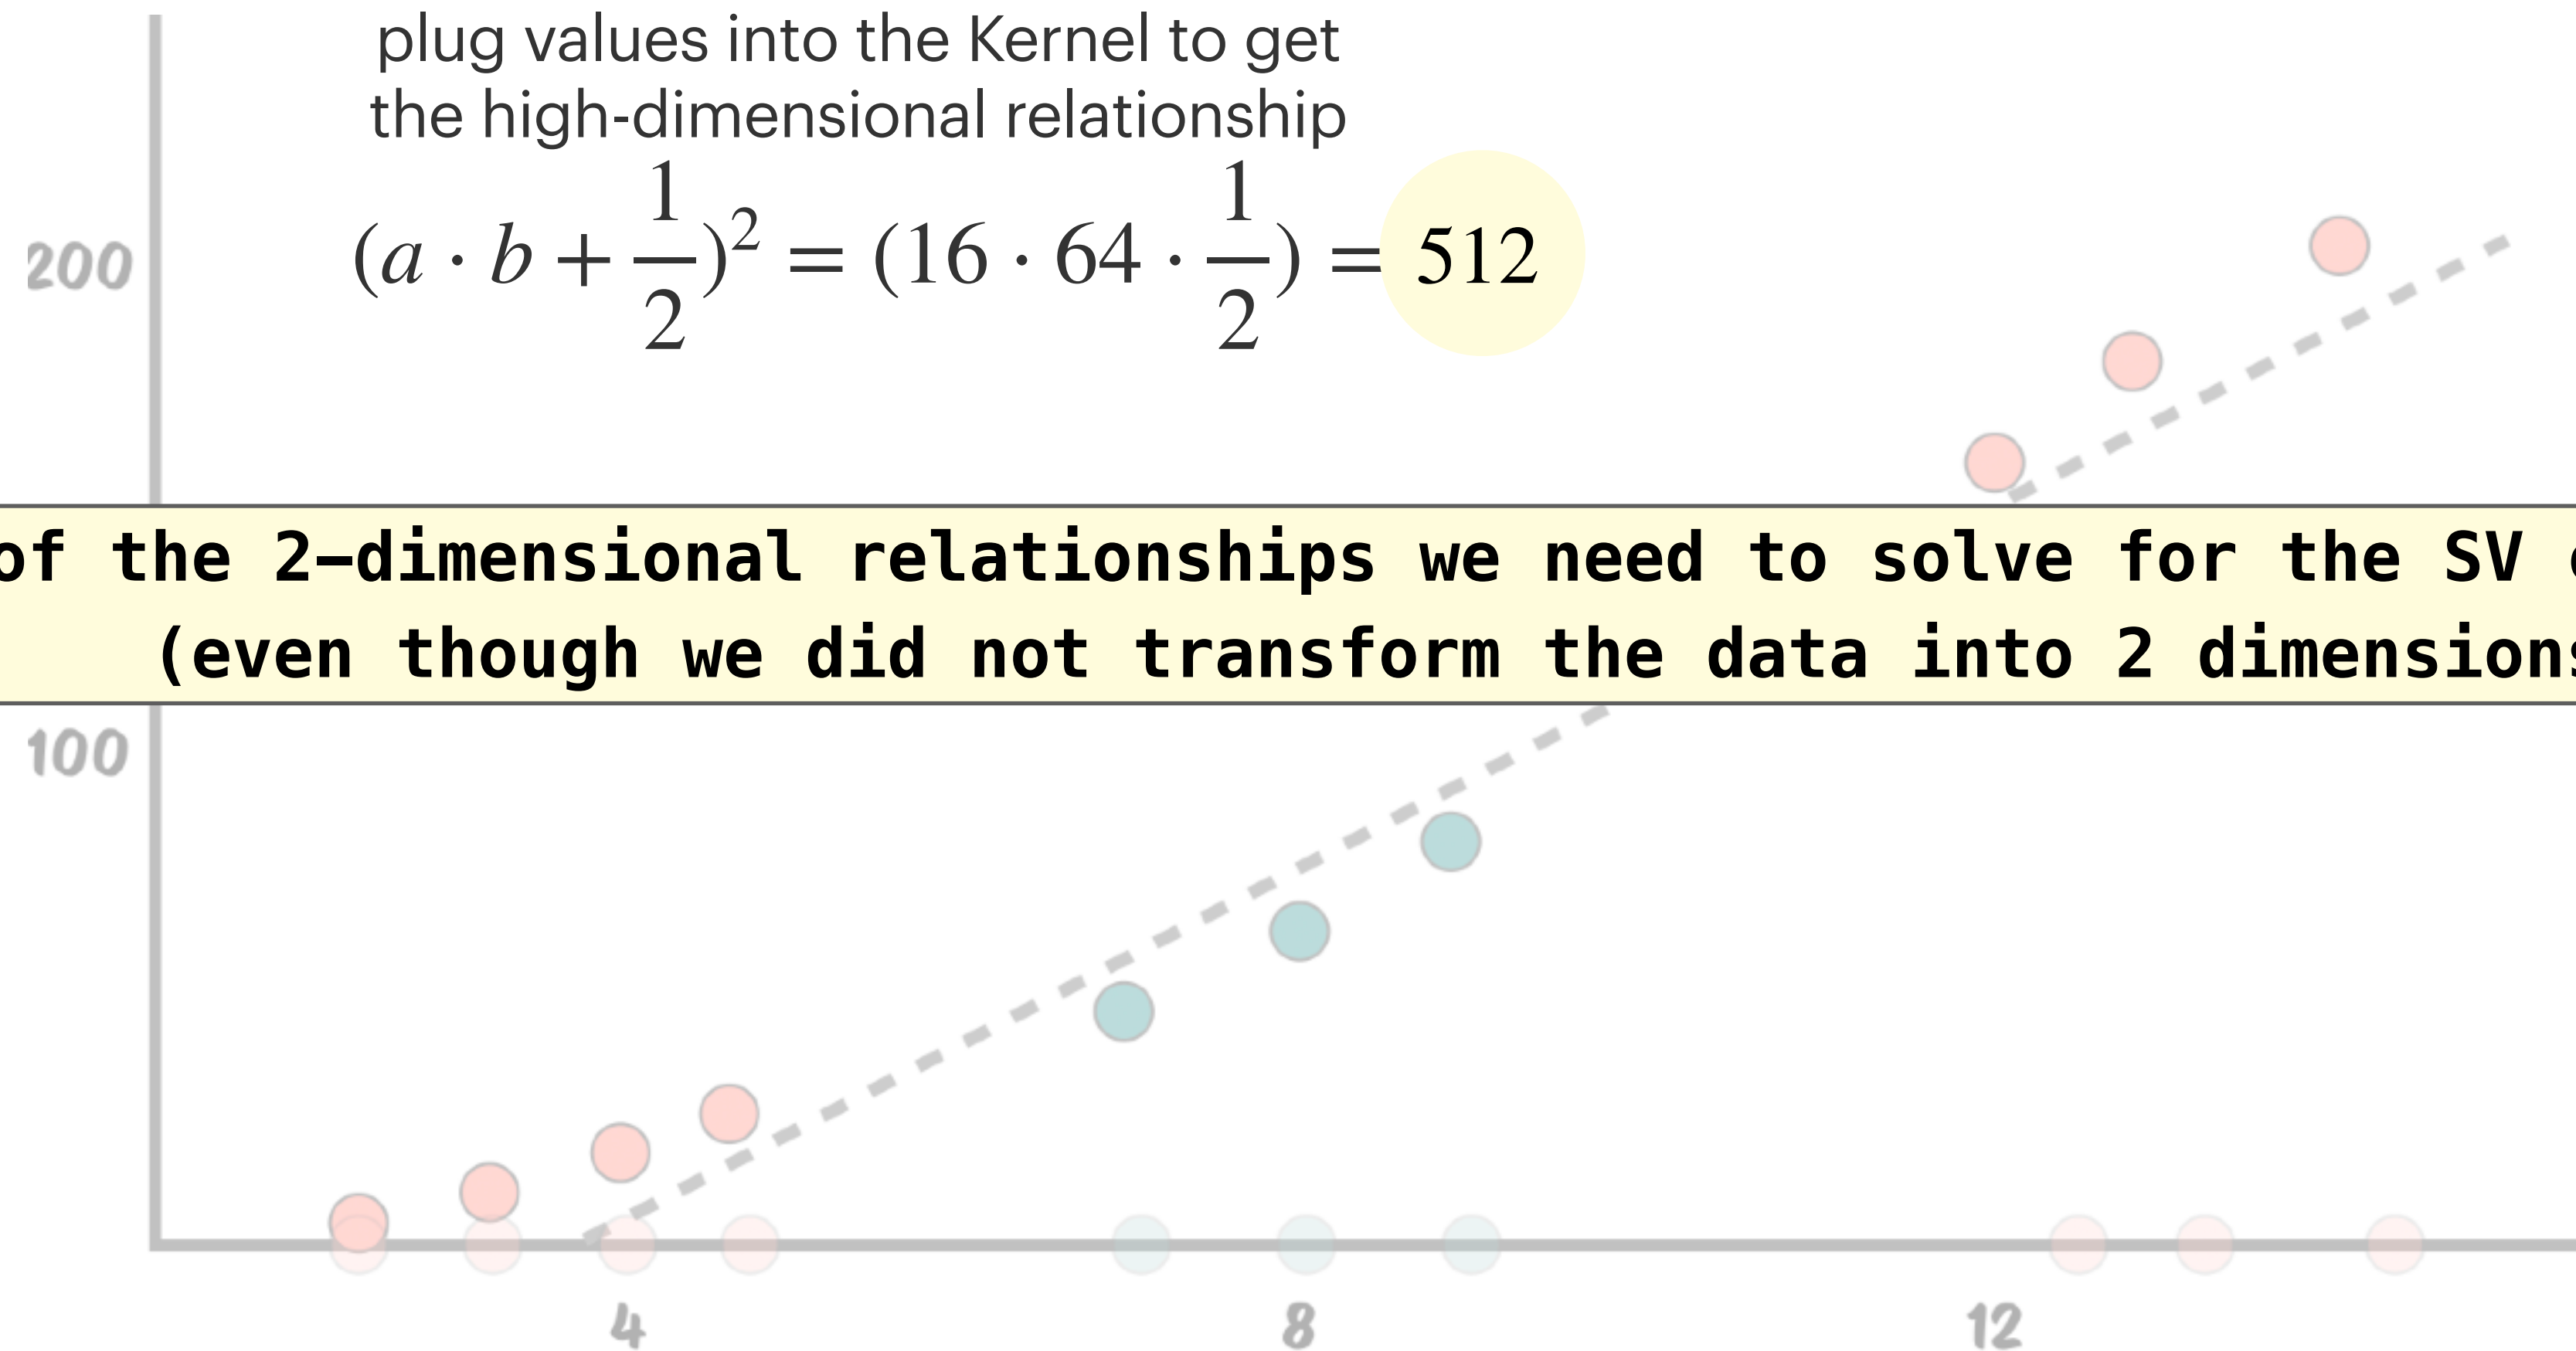 plug values into the Kernel to get
the high-dimensional relationship
(a · b + 1/2)² = (16 · 64 · 1/2) = 512
200
of the 2-dimensional relationships we need to solve for the SV
(even though we did not transform the data into 2 dimensions
100
4 8 12